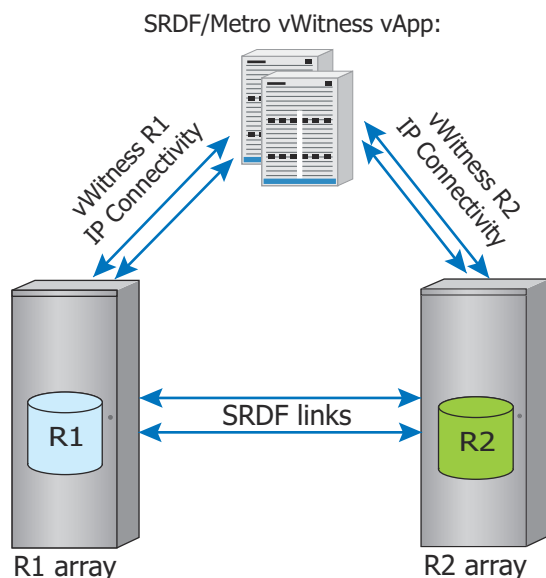 SRDF/Metro vWitness vApp:
vWitness R1
IP Connectivity
vWitness R2
IP Connectivity
SRDF links
R1
R2
R1 array
R2 array